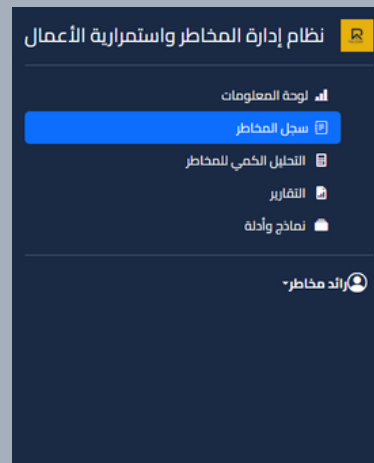 نظام إدارة المخاطر واستمرارية الأعمال
لوحة المعلومات
سجل المخاطر
التحليل الكمي للمخاطر
التقارير
نماذج وأدلة
رائد مخاطر